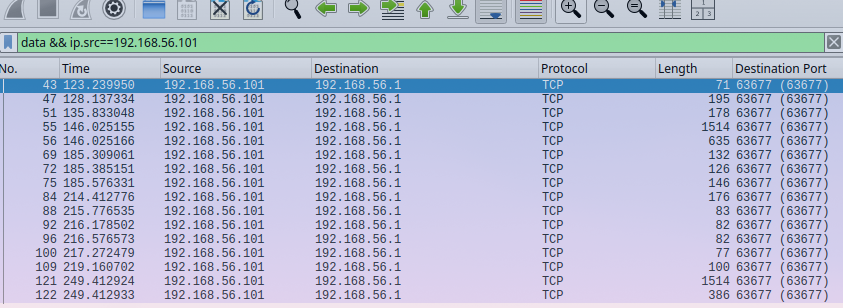 data && ip.src==192.168.56.101
No. Time Source Destination Protocol Length Destination Port
43 123.239950 192.168.56.101 192.168.56.1 TCP 71 63677 (63677)
47 128.137334 192.168.56.101 192.168.56.1 TCP 195 63677 (63677)
51 135.833048 192.168.56.101 192.168.56.1 TCP 178 63677 (63677)
55 146.025155 192.168.56.101 192.168.56.1 TCP 1514 63677 (63677)
56 146.025166 192.168.56.101 192.168.56.1 TCP 635 63677 (63677)
69 185.309061 192.168.56.101 192.168.56.1 TCP 132 63677 (63677)
72 185.385151 192.168.56.101 192.168.56.1 TCP 126 63677 (63677)
75 185.576331 192.168.56.101 192.168.56.1 TCP 146 63677 (63677)
84 214.412776 192.168.56.101 192.168.56.1 TCP 176 63677 (63677)
88 215.776535 192.168.56.101 192.168.56.1 TCP 83 63677 (63677)
92 216.178502 192.168.56.101 192.168.56.1 TCP 82 63677 (63677)
96 216.576573 192.168.56.101 192.168.56.1 TCP 82 63677 (63677)
100 217.272479 192.168.56.101 192.168.56.1 TCP 77 63677 (63677)
109 219.160702 192.168.56.101 192.168.56.1 TCP 100 63677 (63677)
121 249.412924 192.168.56.101 192.168.56.1 TCP 1514 63677 (63677)
122 249.412933 192.168.56.101 192.168.56.1 TCP 386 63677 (63677)